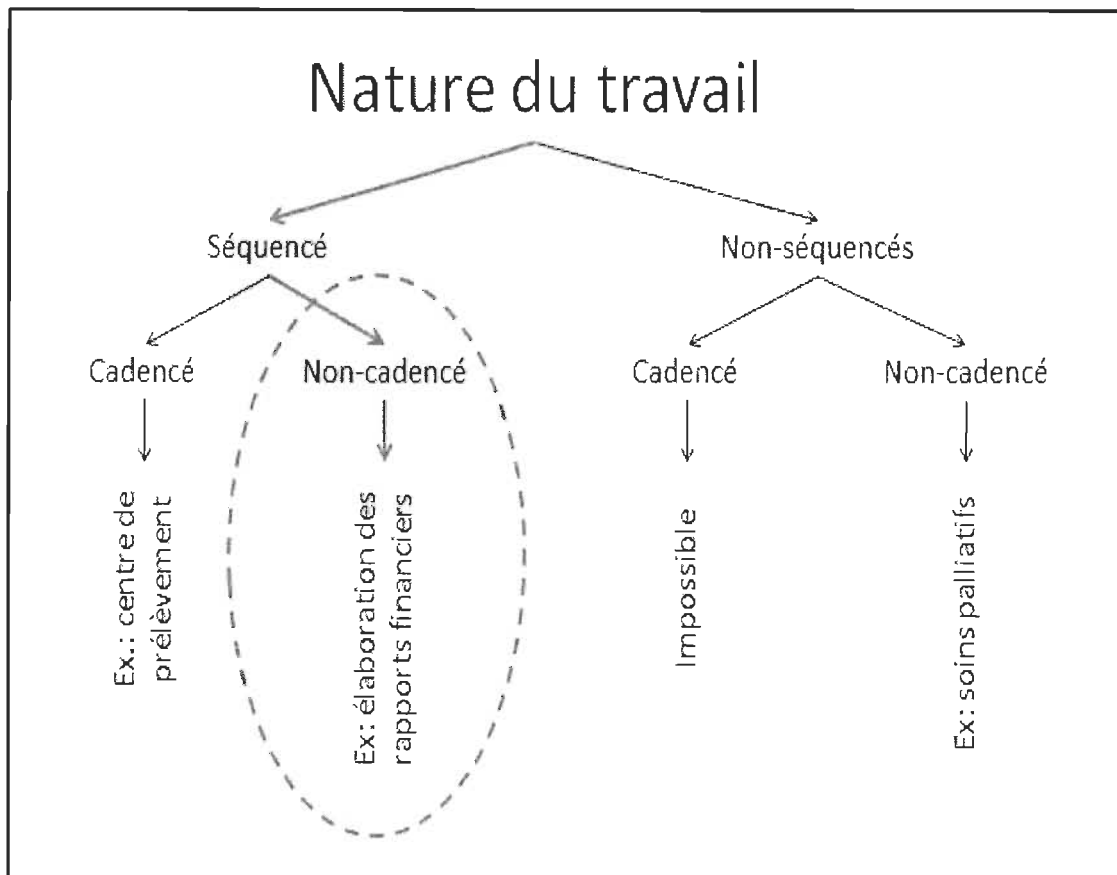 Nature du travail
Séquencé
Non-séquencés
Cadencé
Non-cadencé
Cadencé
Non-cadencé
Ex.: centre de
prélèvement
Ex: élaboration des
rapports financiers
Impossible
Ex: soins palliatifs